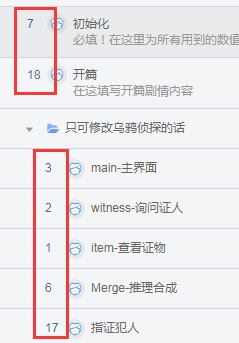 7 初始化
必填！在这里为所有用到的数值
18 开篇
在这填写开篇剧情内容
只可修改乌鸦侦探的话
3 main-主界面
2 witness-询问证人
1 item-查看证物
6 Merge-推理合成
17 指证犯人